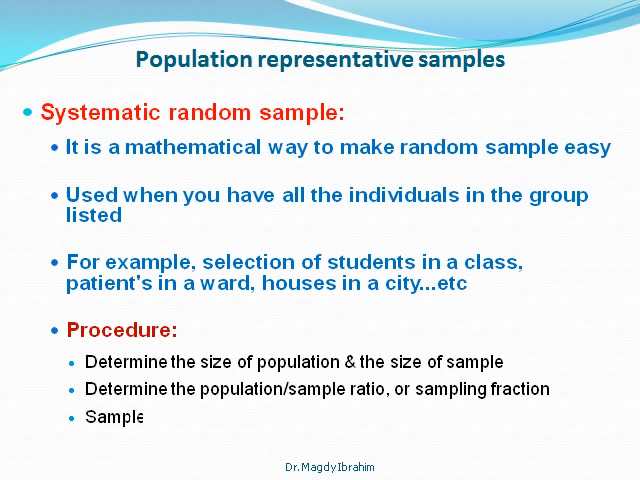 Population representative samples
Systematic random sample:
It is a mathematical way to make random sample easy
Used when you have all the individuals in the group
listed
For example, selection of students in a class,
patient's in a ward, houses in a city...etc
Procedure:
Determine the size of population & the size of sample
Determine the population/sample ratio, or sampling fraction
Sample
Dr. Magdy Ibrahim